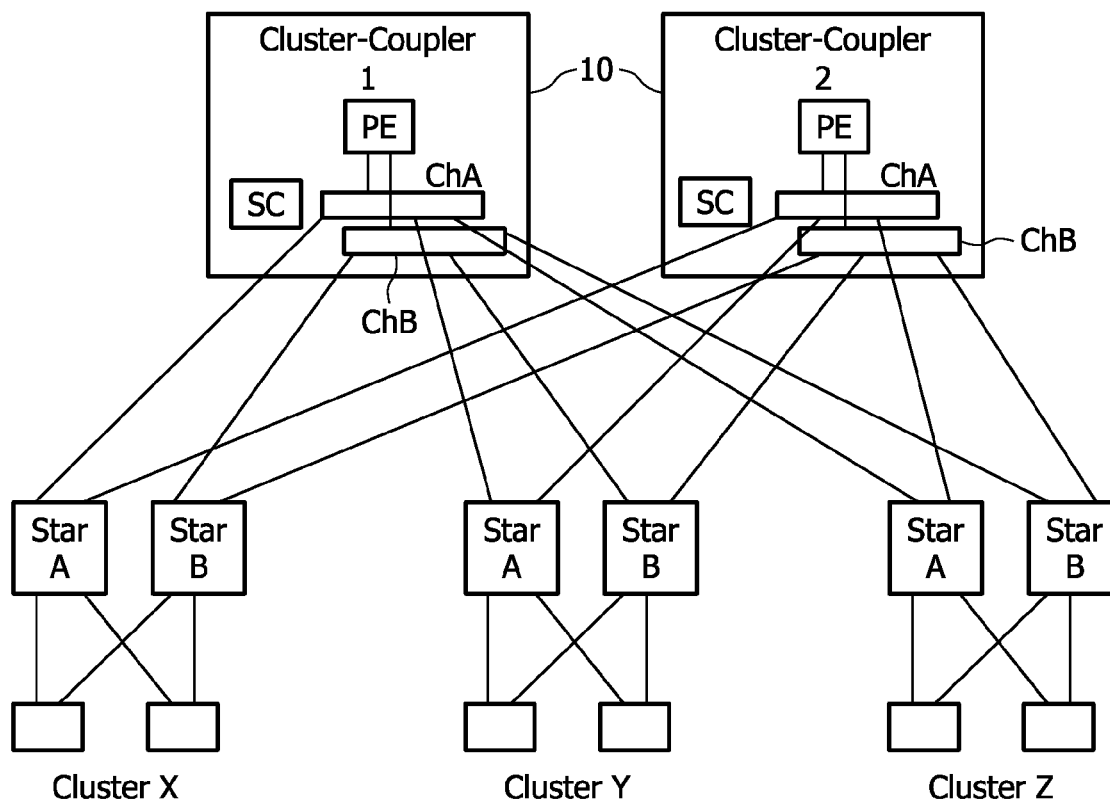 Cluster-Coupler
1
PE
ChA
SC
ChB
10
Cluster-Coupler
2
PE
ChA
SC
ChB
Star
A
Star
B
Star
A
Star
B
Star
A
Star
B
Cluster X
Cluster Y
Cluster Z